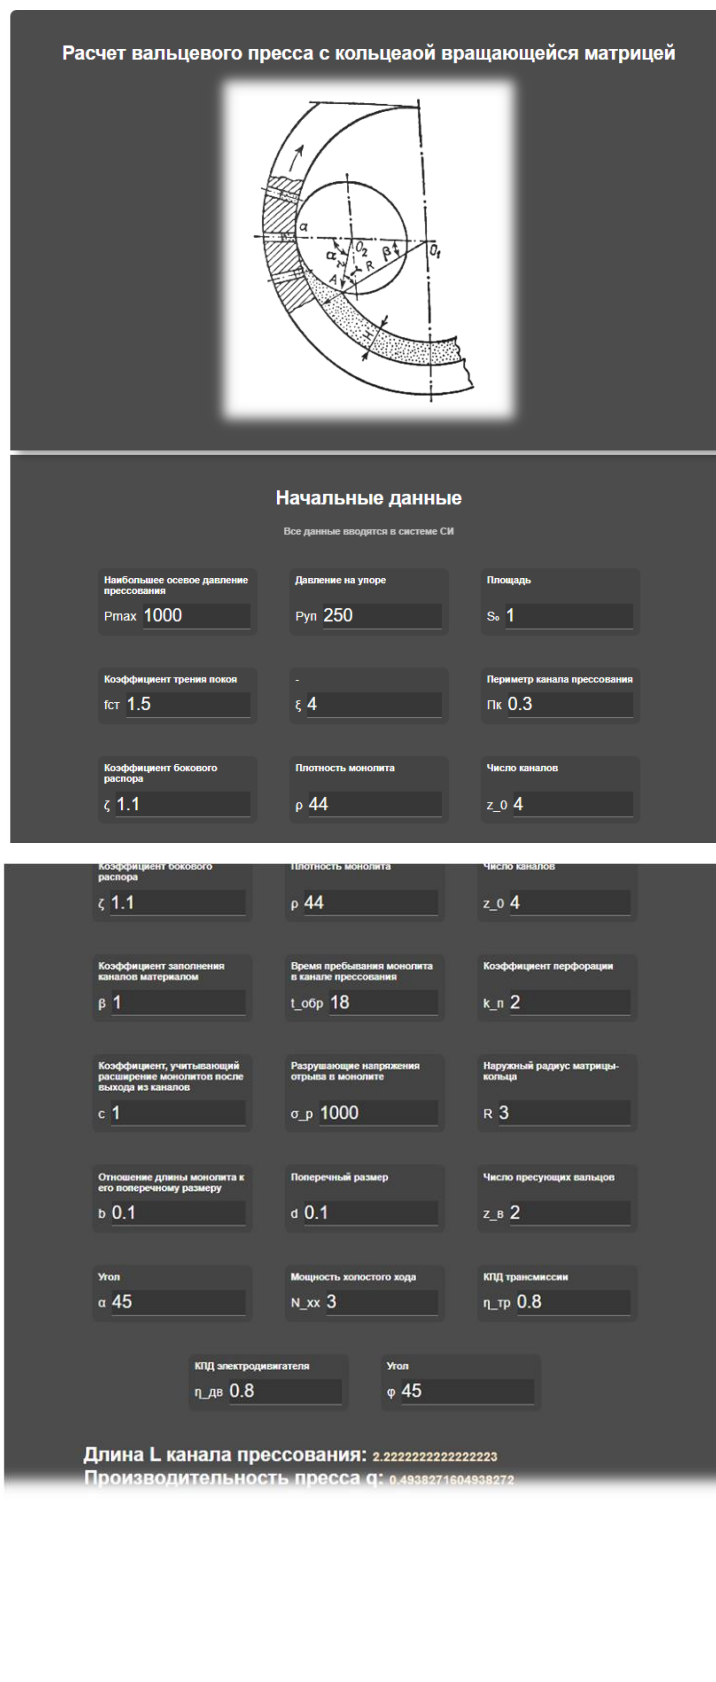 Расчет вальцевого пресса с кольцеаой вращающейся матрицей
α
α
O₂
β
O₁
r
R
A
H
Начальные данные
Все данные вводятся в системе СИ
Наибольшее осевое давление
прессования
Pmax 1000
Давление на упоре
Pуп 250
Площадь
Sₒ 1
Коэффициент трения покоя
fст 1.5
-
ξ 4
Периметр канала прессования
Пк 0.3
Коэффициент бокового
распора
ζ 1.1
Плотность монолита
ρ 44
Число каналов
z_0 4
Коэффициент бокового
распора
ζ 1.1
Плотность монолита
ρ 44
Число каналов
z_0 4
Коэффициент заполнения
каналов материалом
β 1
Время пребывания монолита
в канале прессования
t_обр 18
Коэффициент перфорации
k_п 2
Коэффициент, учитывающий
расширение монолитов после
выхода из каналов
c 1
Разрушающие напряжения
отрыва в монолите
σ_р 1000
Наружный радиус матрицы-
кольца
R 3
Отношение длины монолита к
его поперечному размеру
b 0.1
Поперечный размер
d 0.1
Число пресующих вальцов
z_в 2
Угол
α 45
Мощность холостого хода
N_хх 3
КПД трансмиссии
η_тр 0.8
КПД электродивигателя
η_дв 0.8
Угол
φ 45
Длина L канала прессования: 2.2222222222222223
Производительность пресса q: 0.4938271604938272